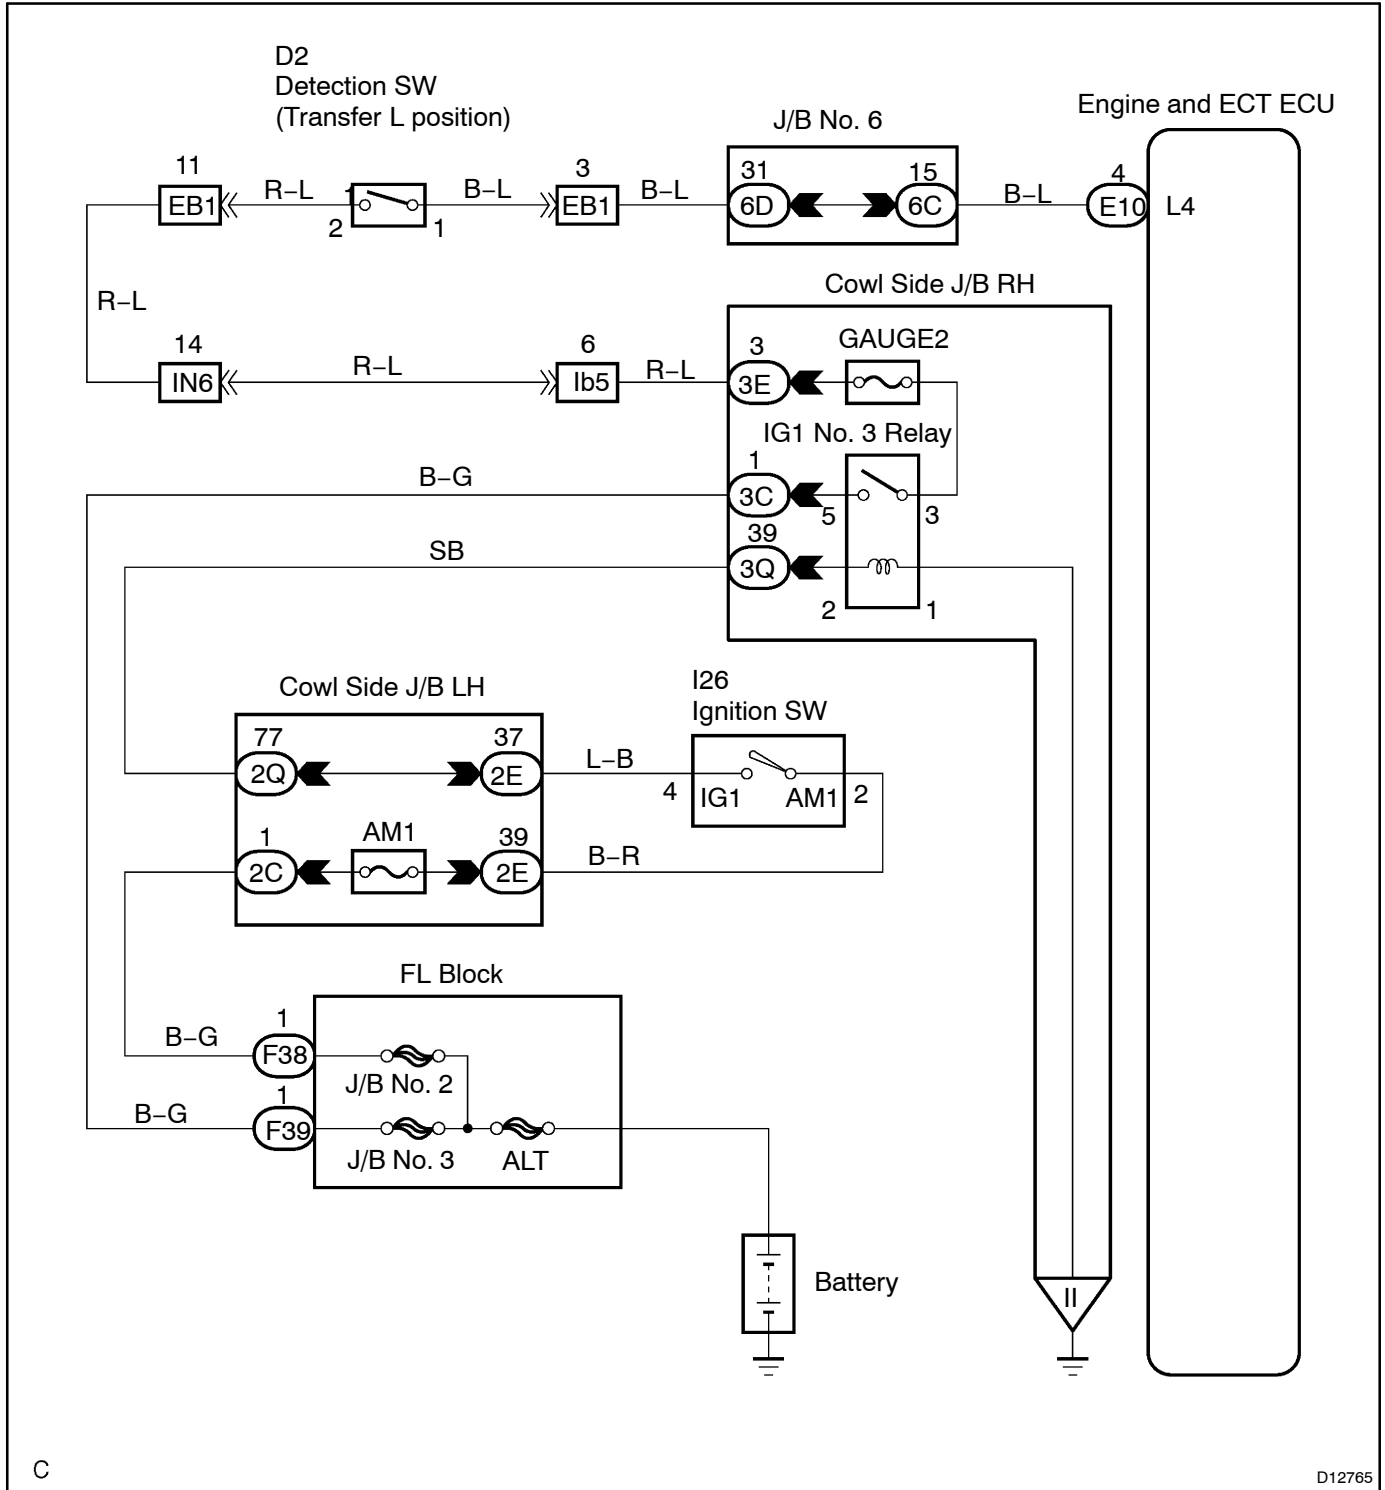 D2
Detection SW
(Transfer L position)
Engine and ECT ECU
J/B No. 6
11
R–L
1
2
1
B–L
3
EB1
EB1
B–L
31
6D
15
6C
B–L
4
E10
L4
R–L
Cowl Side J/B RH
14
IN6
R–L
6
Ib5
R–L
3
3E
GAUGE2
IG1 No. 3 Relay
B–G
1
3C
5
3
SB
39
3Q
2
1
Cowl Side J/B LH
I26
Ignition SW
77
2Q
37
2E
L–B
4
IG1
AM1
2
1
2C
AM1
39
2E
B–R
FL Block
B–G
1
F38
J/B No. 2
B–G
1
F39
J/B No. 3
ALT
Battery
II
C
D12765